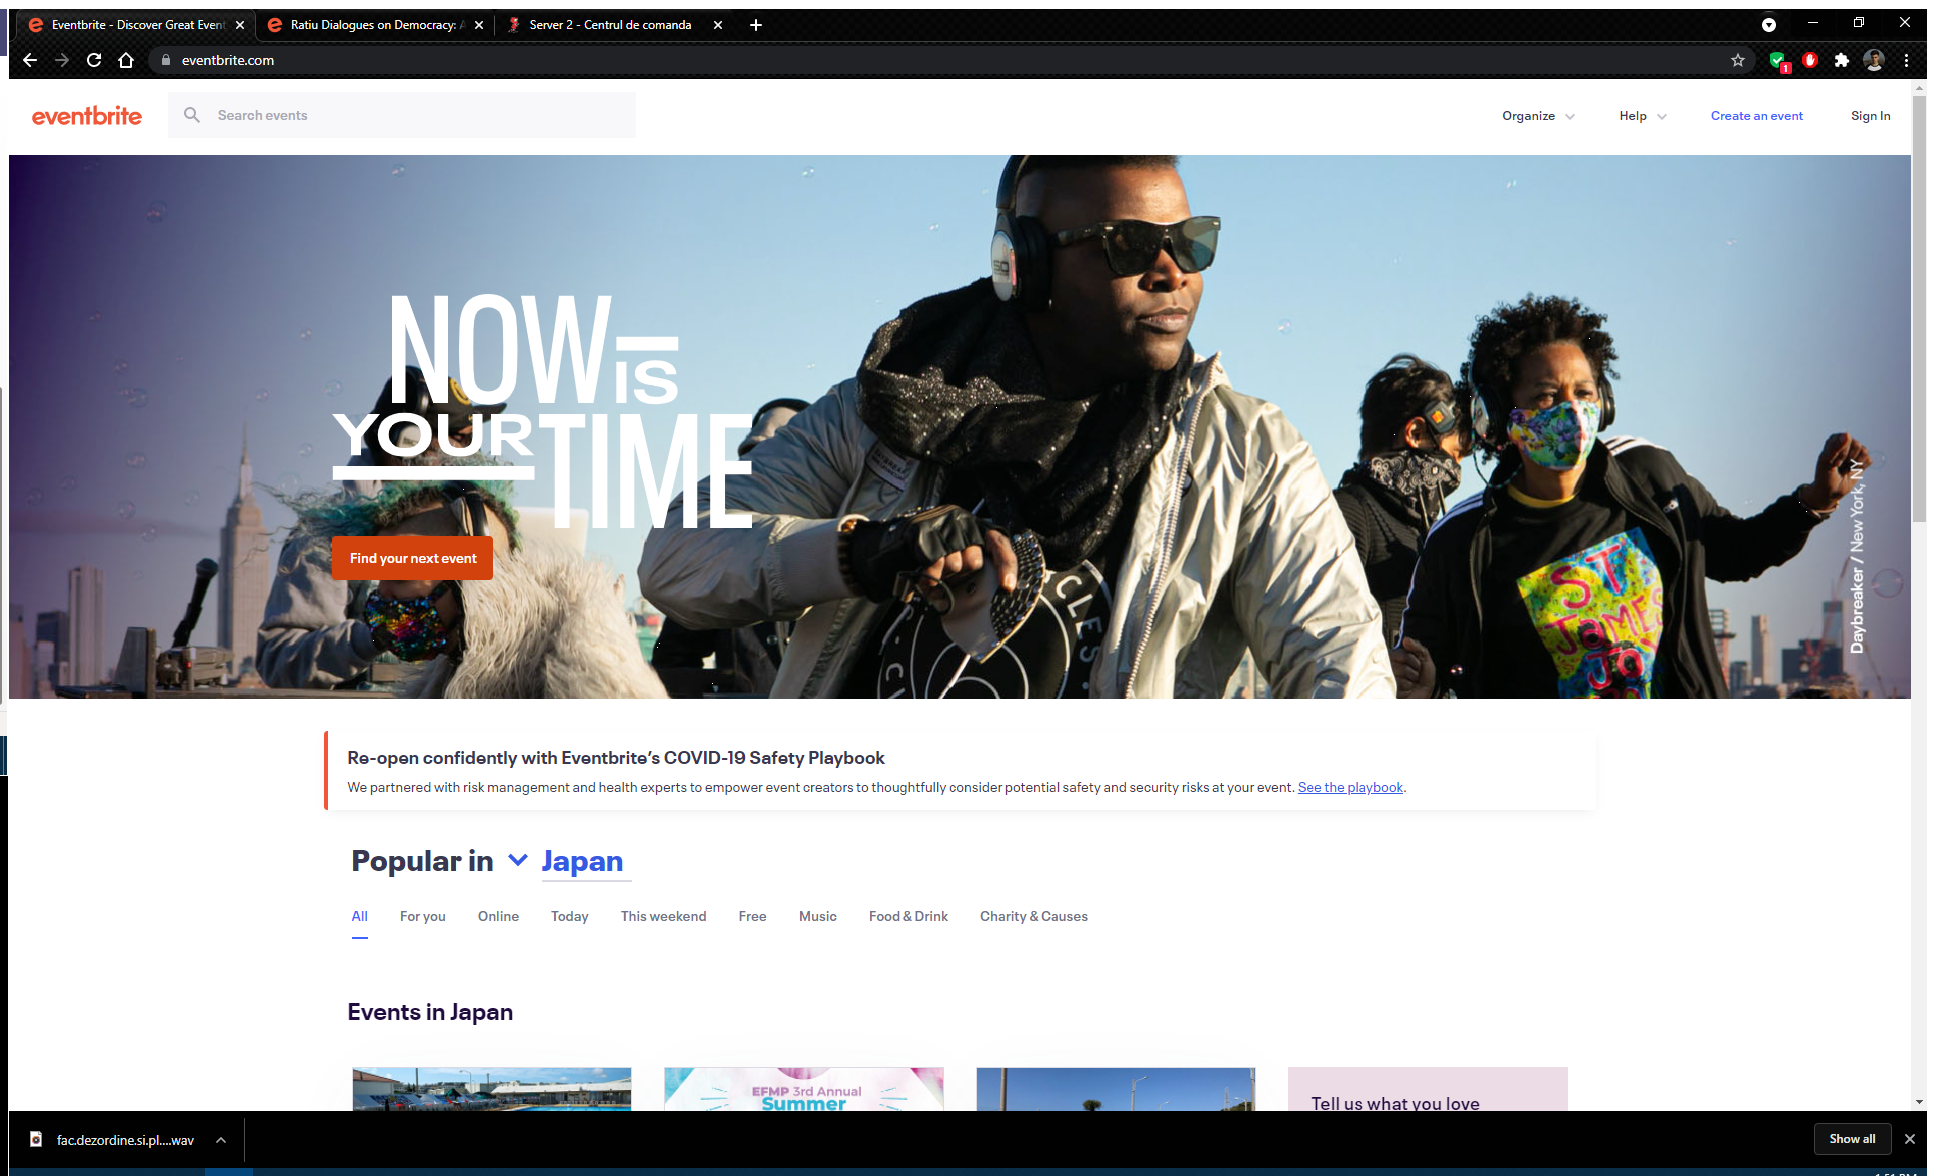 Eventbrite - Discover Great Event
Ratiu Dialogues on Democracy: A
Server 2 - Centrul de comanda
eventbrite.com
1
eventbrite
Search events
Organize
Help
Create an event
Sign In
NOW IS
YOUR TIME
Find your next event
Daybreaker / New York, NY
Re-open confidently with Eventbrite's COVID-19 Safety Playbook
We partnered with risk management and health experts to empower event creators to thoughtfully consider potential safety and security risks at your event. See the playbook.
Popular in Japan
All
For you
Online
Today
This weekend
Free
Music
Food & Drink
Charity & Causes
Events in Japan
EFMP 3rd Annual
Summer
Tell us what you love
fac.dezordine.si.pl....wav
Show all